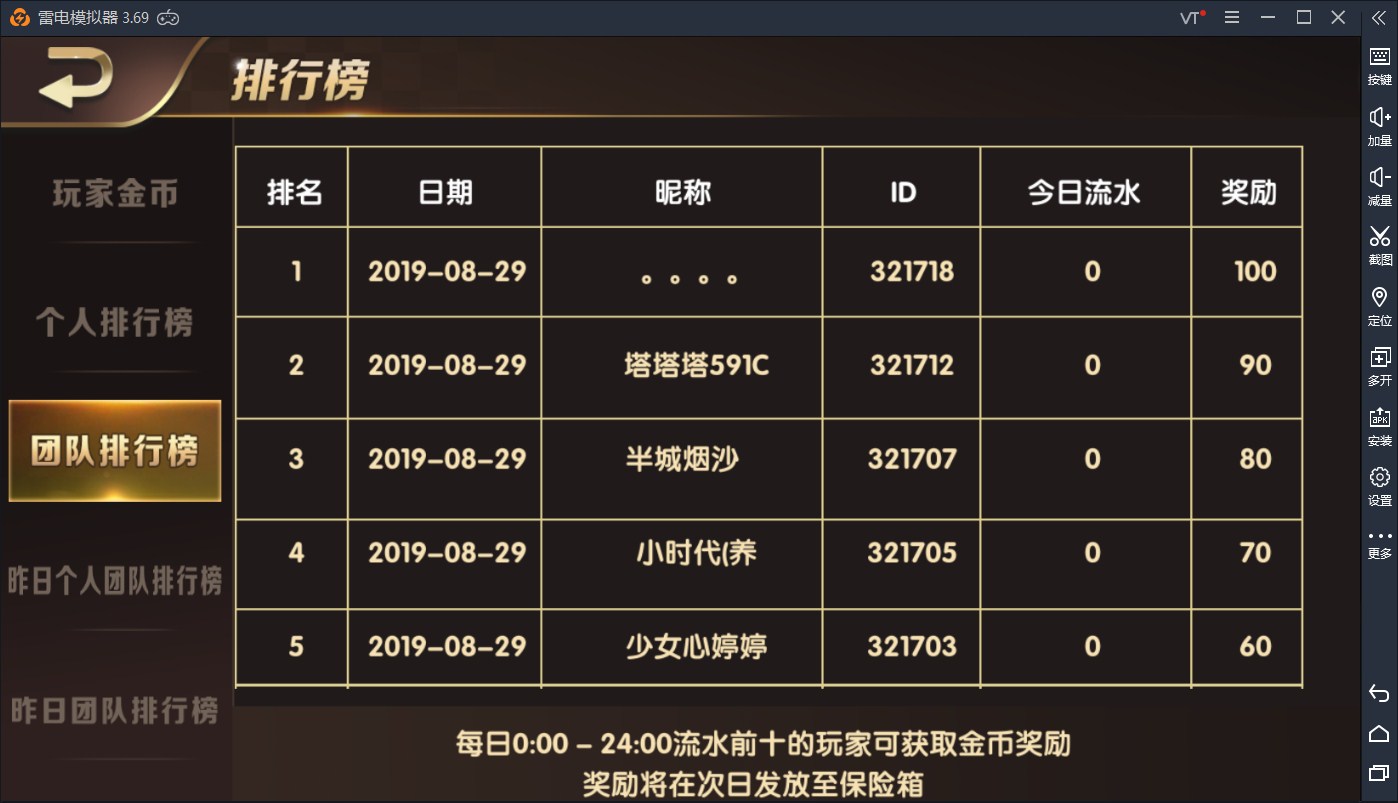 雷电模拟器 3.69
VT
排行榜
玩家金币
个人排行榜
团队排行榜
昨日个人团队排行榜
昨日团队排行榜
排名 日期 昵称 ID 今日流水 奖励
1 2019-08-29 。。。。 321718 0 100
2 2019-08-29 塔塔塔591C 321712 0 90
3 2019-08-29 半城烟沙 321707 0 80
4 2019-08-29 小时代(养 321705 0 70
5 2019-08-29 少女心婷婷 321703 0 60
每日0:00 - 24:00流水前十的玩家可获取金币奖励
奖励将在次日发放至保险箱
按键
加量
减量
截图
定位
多开
APK
安装
设置
更多